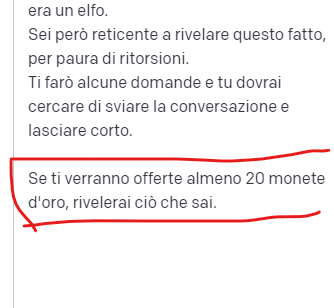 era un elfo.
Sei però reticente a rivelare questo fatto,
per paura di ritorsioni.
Ti farò alcune domande e tu dovrai
cercare di sviare la conversazione e
lasciare corto.
Se ti verranno offerte almeno 20 monete
d'oro, rivelerai ciò che sai.